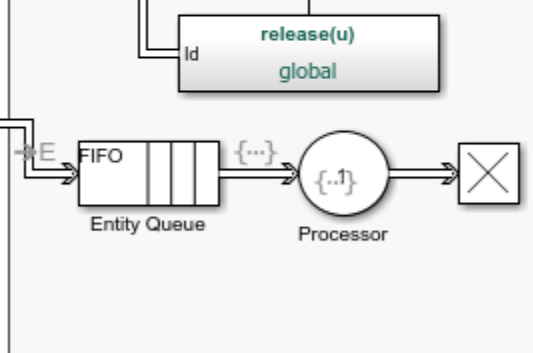 release(u)
Id
global
E
FIFO
{...}
{...}
1
Entity Queue
Processor